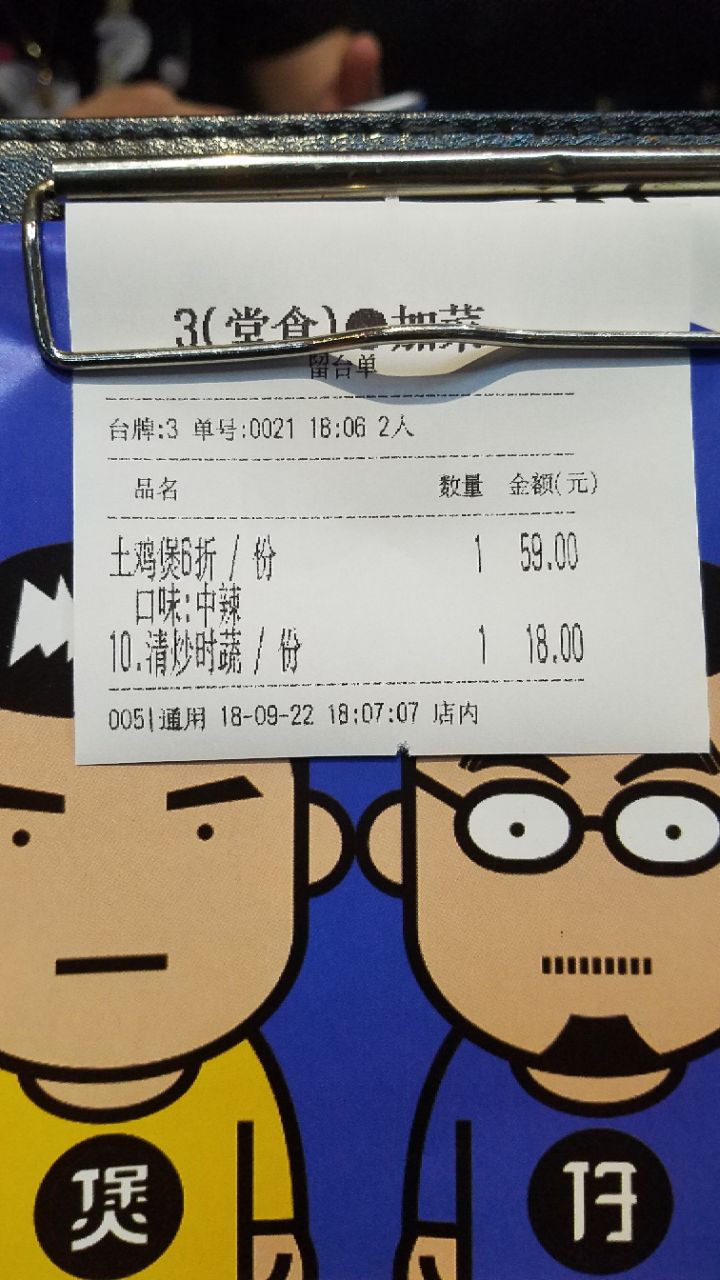 3(堂食)●加菜
留台单
台牌:3 单号:0021 18:06 2人
品名 数量 金额(元)
土鸡煲6折 / 份 1 59.00
口味:中辣
10.清炒时蔬 / 份 1 18.00
005|通用 18-09-22 18:07:07 店内
煲 仔